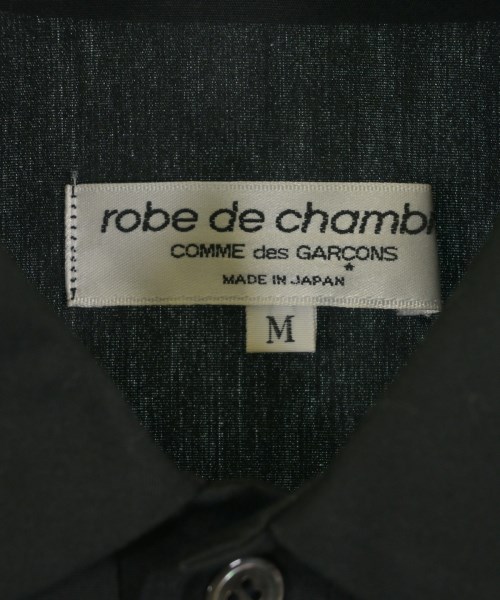 robe de chamb
COMME des GARCONS
*
MADE IN JAPAN
M